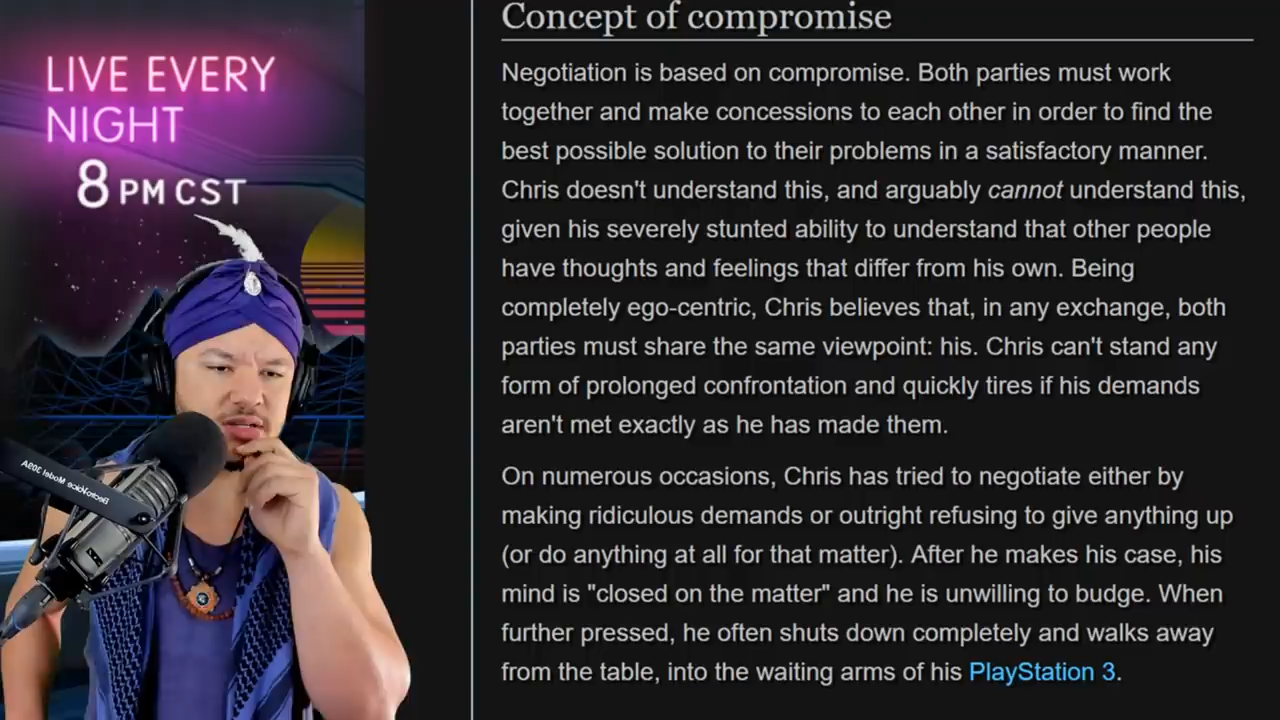 LIVE EVERY
NIGHT
8 PM CST
ElectroVoice Model 309A
Concept of compromise
Negotiation is based on compromise. Both parties must work
together and make concessions to each other in order to find the
best possible solution to their problems in a satisfactory manner.
Chris doesn't understand this, and arguably cannot understand this,
given his severely stunted ability to understand that other people
have thoughts and feelings that differ from his own. Being
completely ego-centric, Chris believes that, in any exchange, both
parties must share the same viewpoint: his. Chris can't stand any
form of prolonged confrontation and quickly tires if his demands
aren't met exactly as he has made them.
On numerous occasions, Chris has tried to negotiate either by
making ridiculous demands or outright refusing to give anything up
(or do anything at all for that matter). After he makes his case, his
mind is "closed on the matter" and he is unwilling to budge. When
further pressed, he often shuts down completely and walks away
from the table, into the waiting arms of his PlayStation 3.